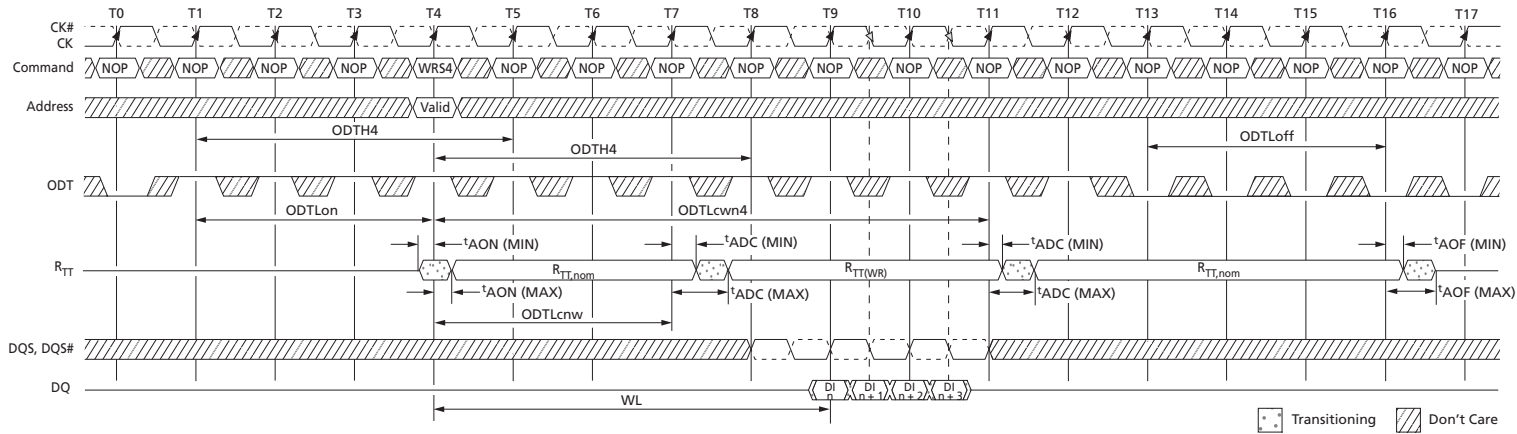 T0 T1 T2 T3 T4 T5 T6 T7 T8 T9 T10 T11 T12 T13 T14 T15 T16 T17
CK#
CK
Command NOP NOP NOP NOP WRS4 NOP NOP NOP NOP NOP NOP NOP NOP NOP NOP NOP NOP NOP
Address Valid
ODTH4 ODTLoff
ODTH4
ODT
ODTLon ODTLcwn4
tAON (MIN) tADC (MIN) tADC (MIN) tAOF (MIN)
RTT RTT,nom RTT(WR) RTT,nom
tAON (MAX) tADC (MAX) tADC (MAX) tAOF (MAX)
ODTLcnw
DQS, DQS#
DQ DI n DI n + 1 DI n + 2 DI n + 3
WL
Transitioning Don't Care